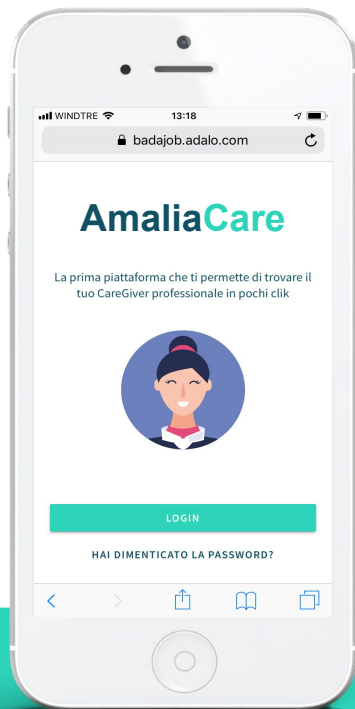 WINDTRE 13:18
badajob.adalo.com
AmaliaCare
La prima piattaforma che ti permette di trovare il
tuo CareGiver professionale in pochi clik
LOGIN
HAI DIMENTICATO LA PASSWORD?